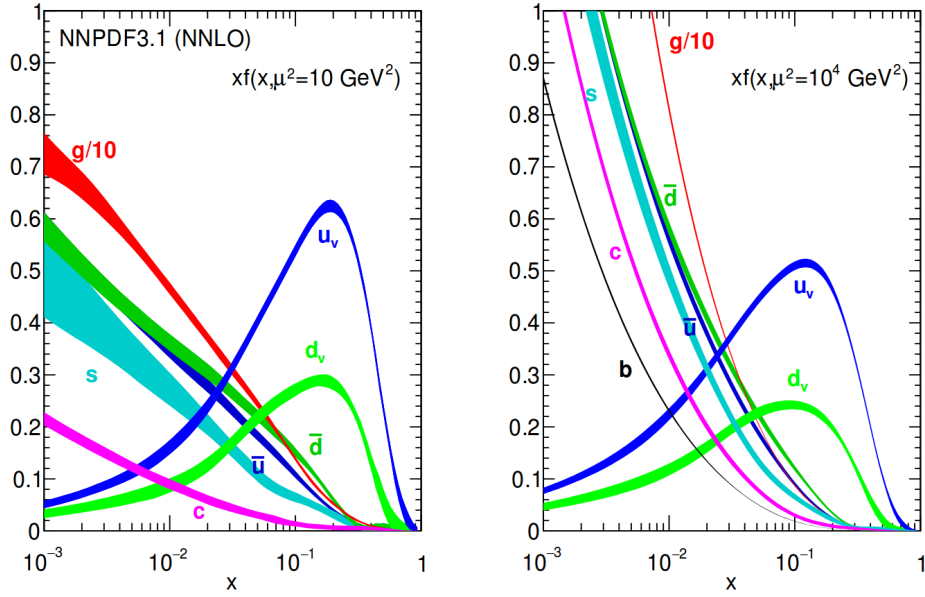 NNPDF3.1 (NNLO)
xf(x,μ²=10 GeV²)
g/10
u_v
d_v
s
d̅
u̅
c
1
0.9
0.8
0.7
0.6
0.5
0.4
0.3
0.2
0.1
0
10⁻³
10⁻²
10⁻¹
1
x
g/10
xf(x,μ²=10⁴ GeV²)
s
d̅
c
u_v
u̅
b
d_v
1
0.9
0.8
0.7
0.6
0.5
0.4
0.3
0.2
0.1
0
10⁻³
10⁻²
10⁻¹
1
x